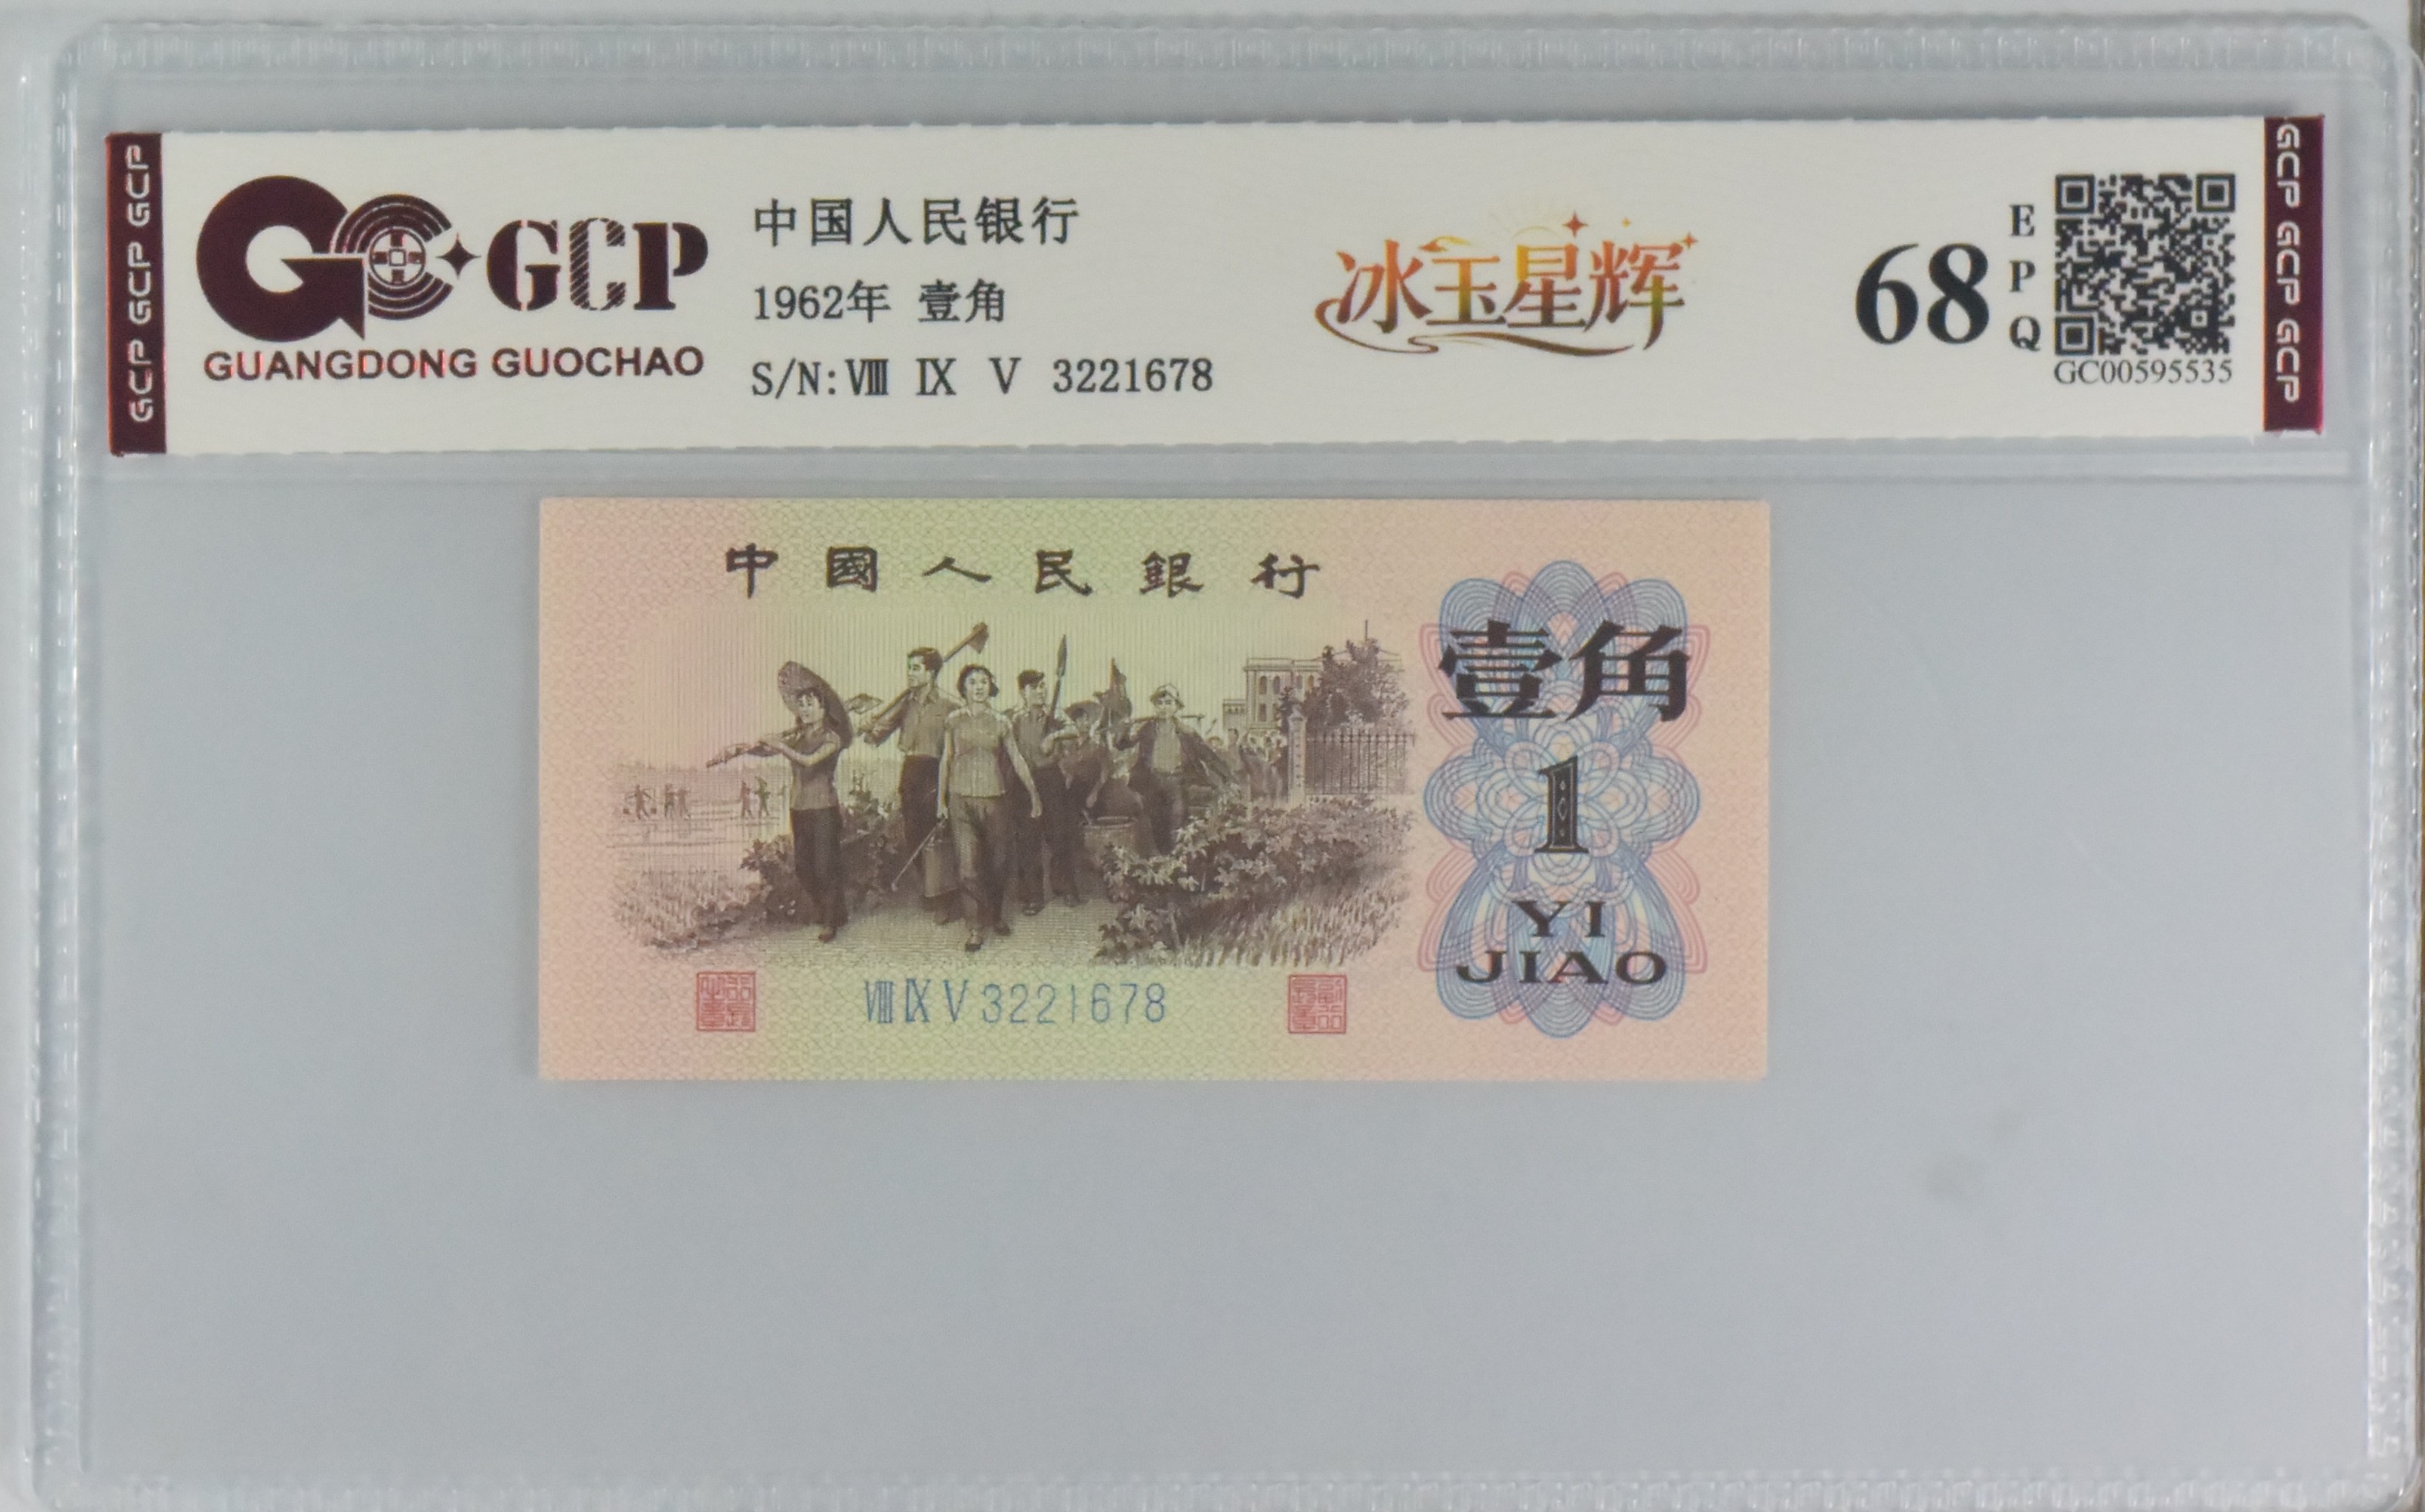 GCP GCP GCP
GCP
GUANGDONG GUOCHAO
中国人民银行
1962年 壹角
S/N:Ⅷ Ⅸ Ⅴ 3221678
冰玉星辉
68
EPQ
GC00595535
GCP GCP GCP
中國人民銀行
壹角
1
YI
JIAO
ⅧⅨⅤ3221678